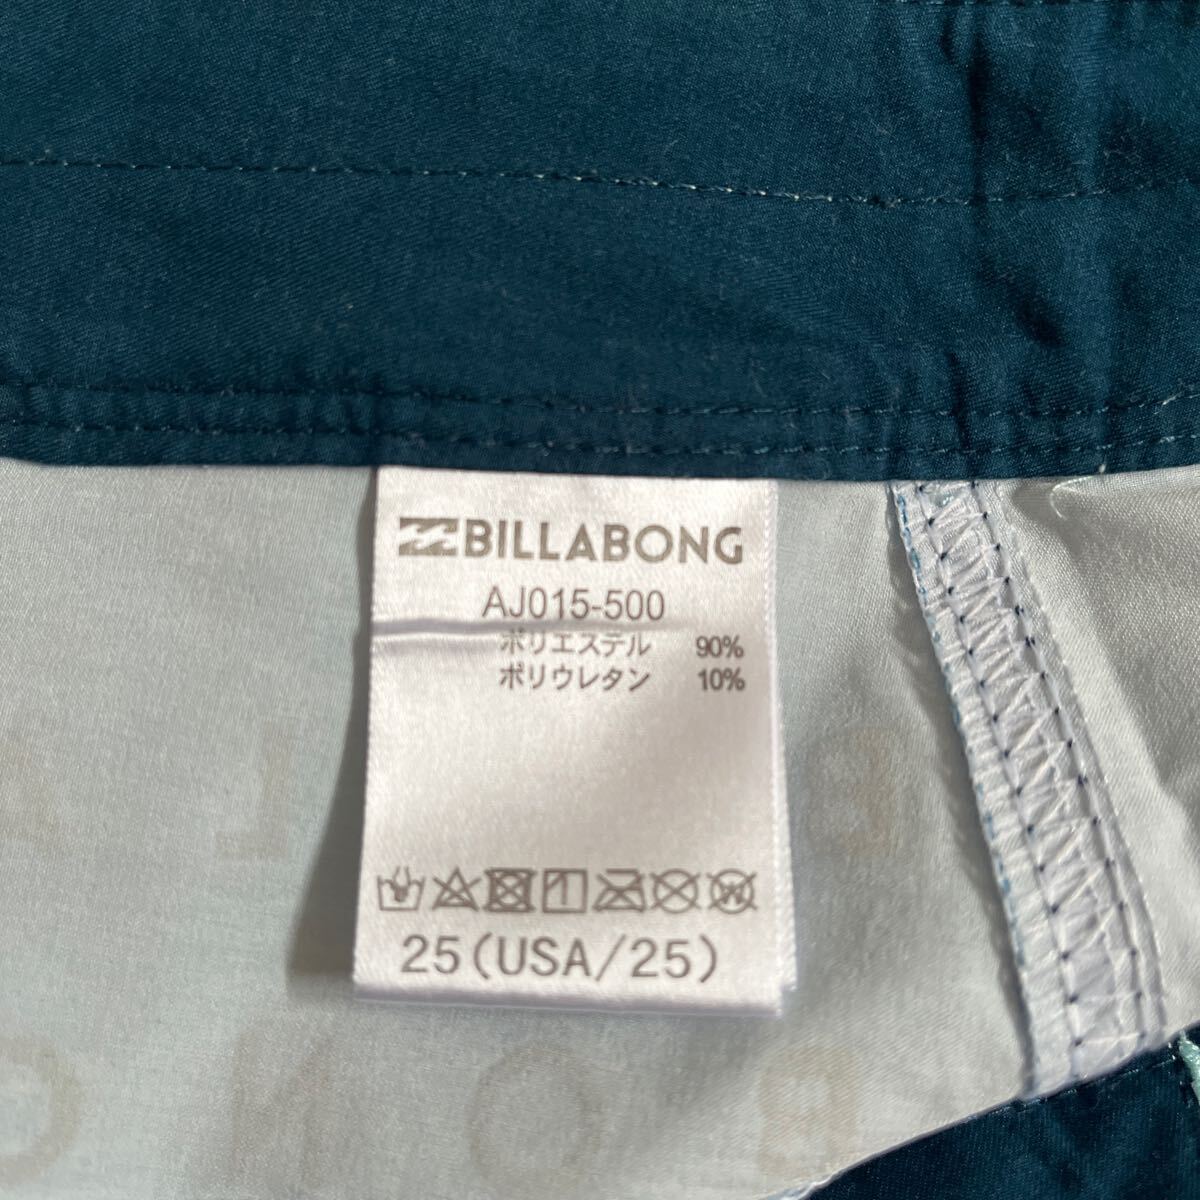 BILLABONG
AJ015-500
ポリエステル 90%
ポリウレタン 10%
W
25(USA/25)